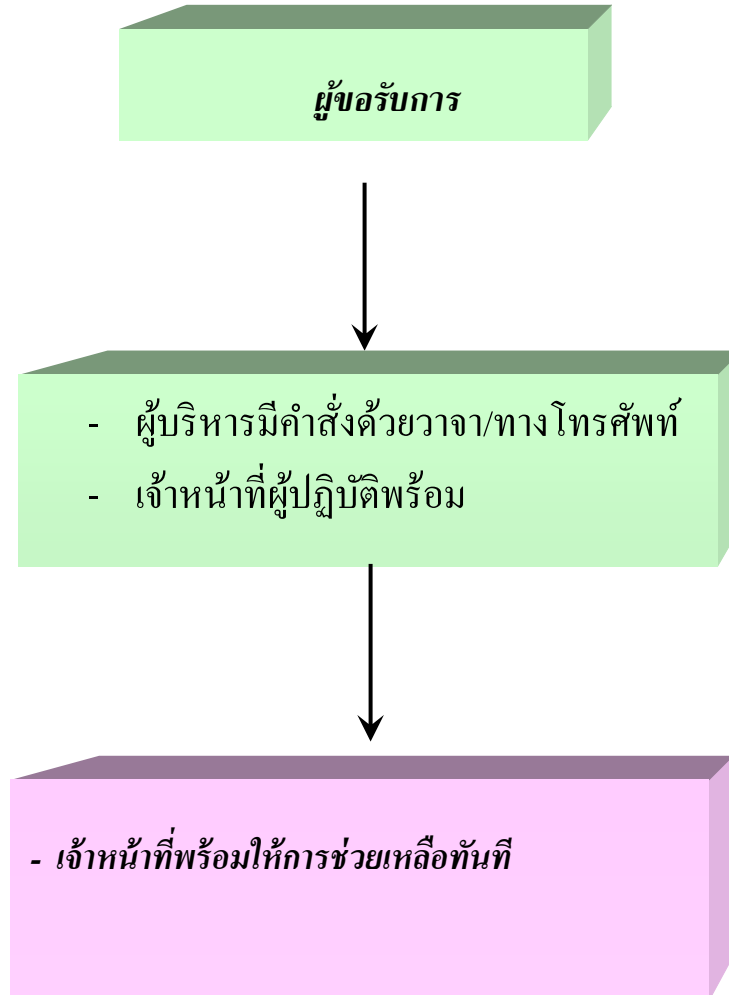 ผู้ขอรับการ
- ผู้บริหารมีคำสั่งด้วยวาจา/ทางโทรศัพท์
- เจ้าหน้าที่ผู้ปฏิบัติพร้อม
- เจ้าหน้าที่พร้อมให้การช่วยเหลือทันที